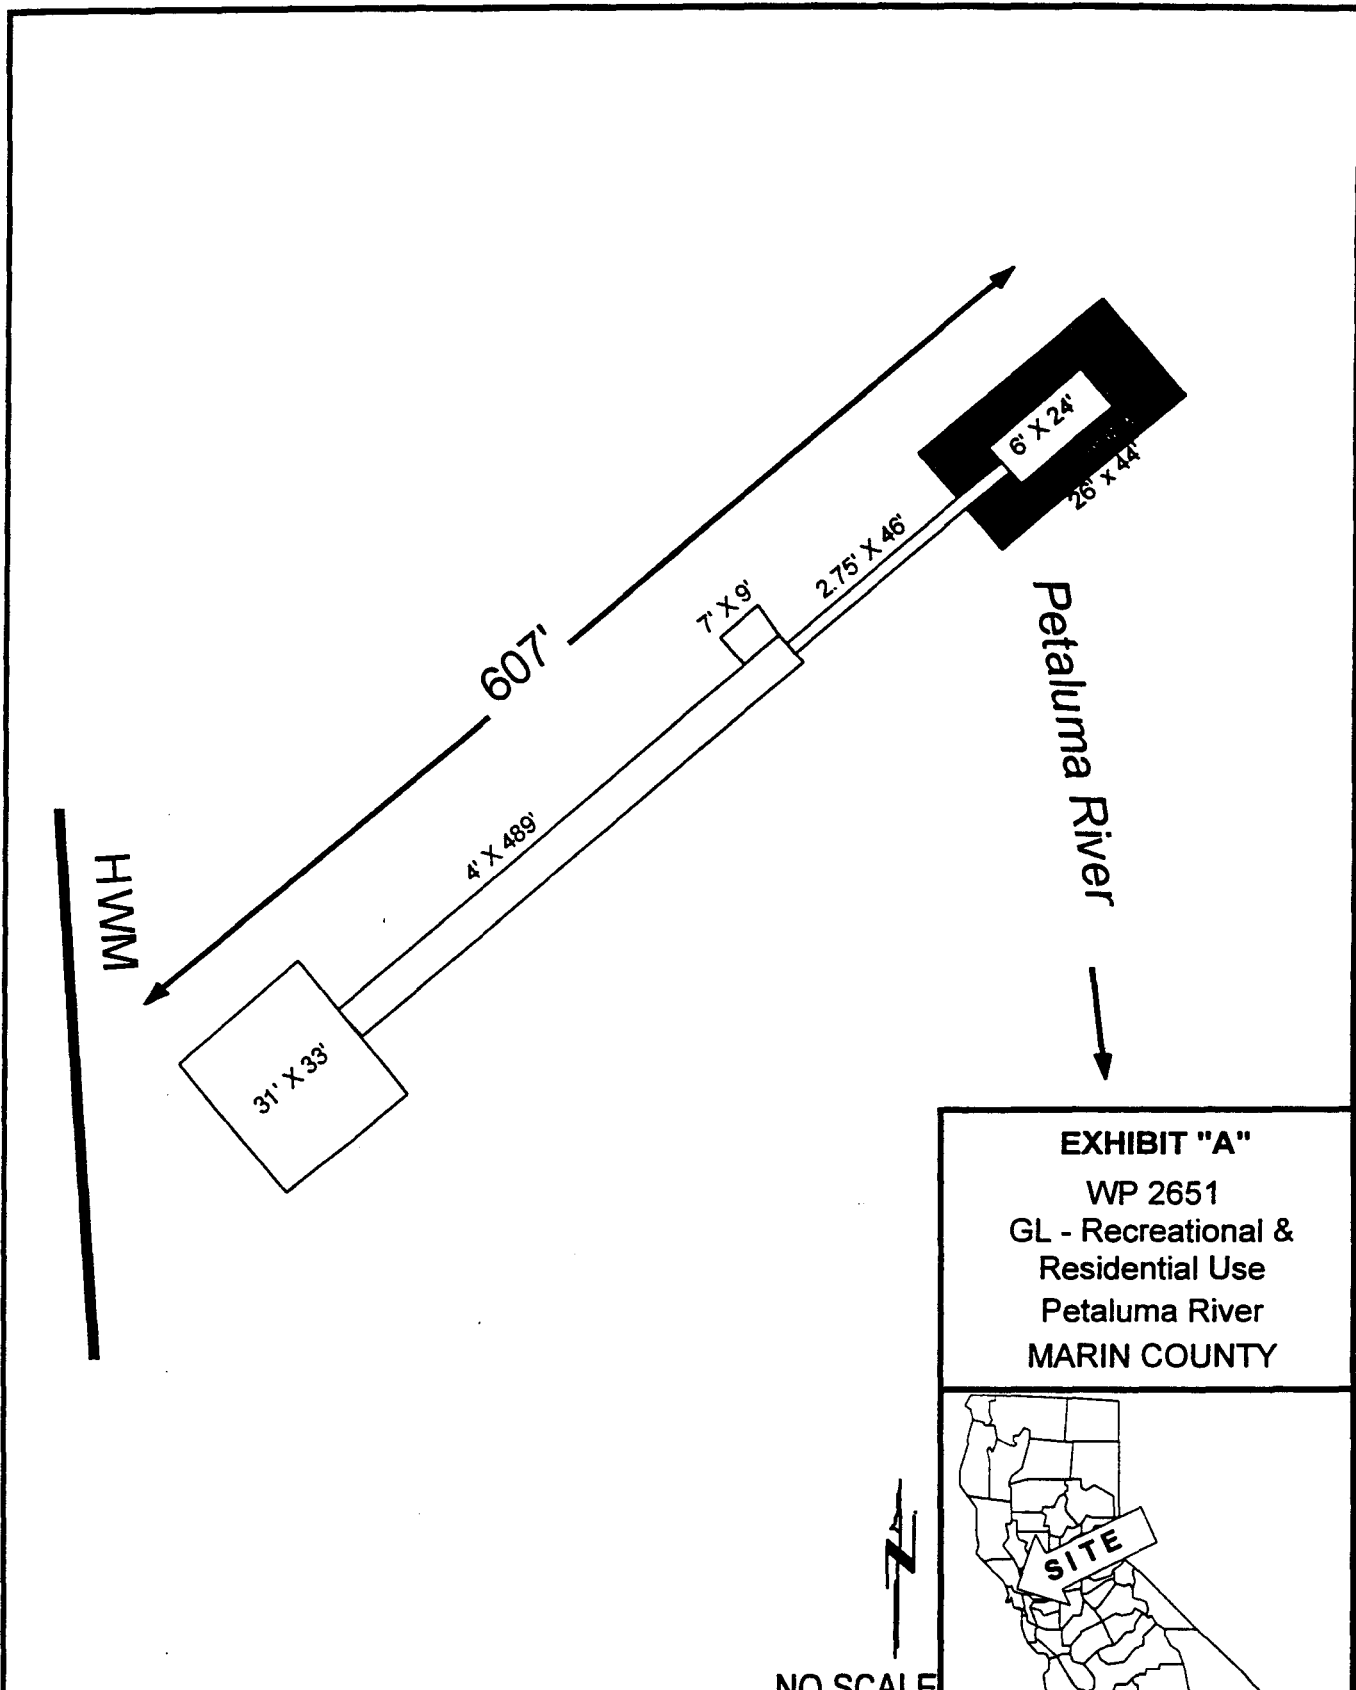 6' X 24'
26' x 44'
2.75' X 46'
7' X 9'
607'
Petaluma River
4' X 489'
HWM
31' X 33'
EXHIBIT "A"
WP 2651
GL - Recreational &
Residential Use
Petaluma River
MARIN COUNTY
SITE
NO SCALE